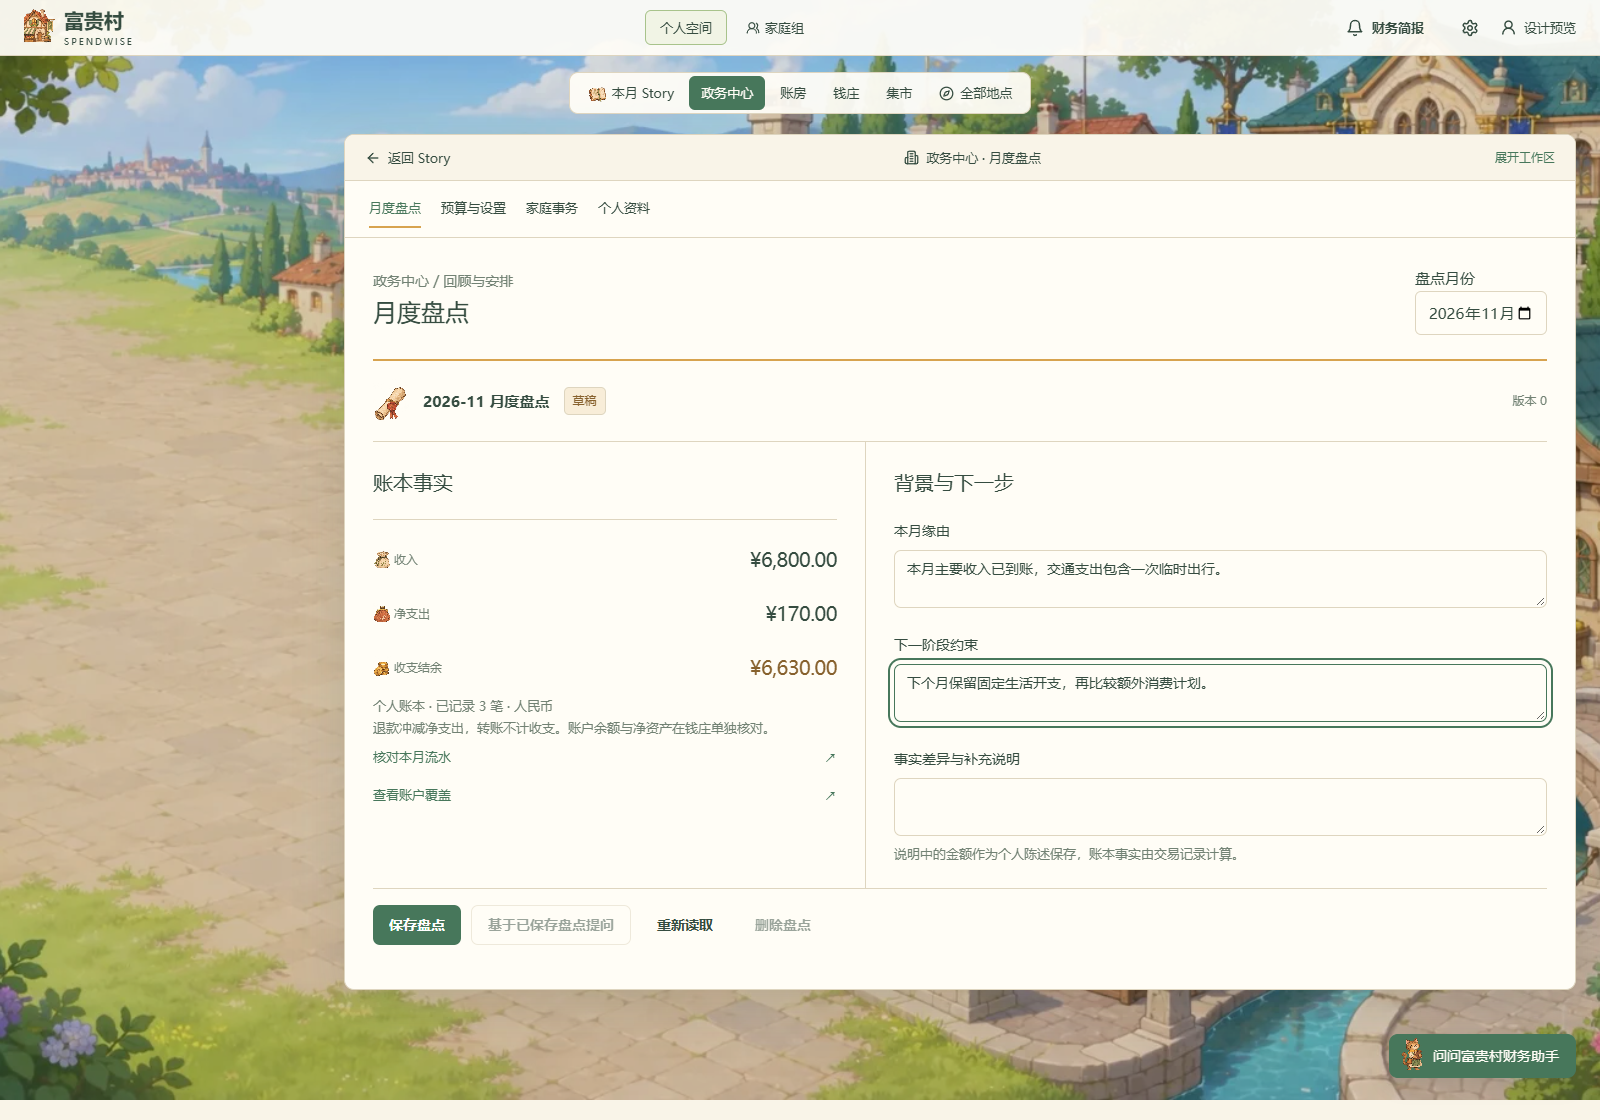 富贵村
SPENDWISE
个人空间
家庭组
财务简报
设计预览
本月 Story
政务中心
账房
钱庄
集市
全部地点
返回 Story
政务中心 · 月度盘点
展开工作区
月度盘点
预算与设置
家庭事务
个人资料
政务中心 / 回顾与安排
月度盘点
盘点月份
2026年11月
2026-11 月度盘点
草稿
版本 0
账本事实
收入
¥6,800.00
净支出
¥170.00
收支结余
¥6,630.00
个人账本 · 已记录 3 笔 · 人民币
退款冲减净支出，转账不计收支。账户余额与净资产在钱庄单独核对。
核对本月流水
查看账户覆盖
背景与下一步
本月缘由
本月主要收入已到账，交通支出包含一次临时出行。
下一阶段约束
下个月保留固定生活开支，再比较额外消费计划。
事实差异与补充说明
说明中的金额作为个人陈述保存，账本事实由交易记录计算。
保存盘点
基于已保存盘点提问
重新读取
删除盘点
问问富贵村财务助手